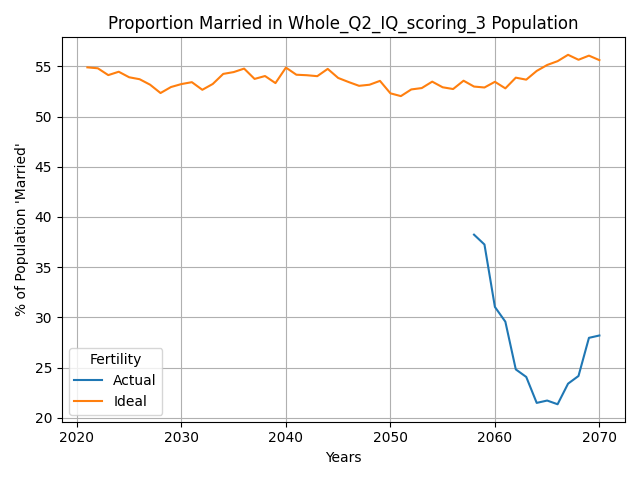 Proportion Married in Whole_Q2_IQ_scoring_3 Population
% of Population 'Married'
55
50
45
40
35
30
25
20
Fertility
Actual
Ideal
2020 2030 2040 2050 2060 2070
Years